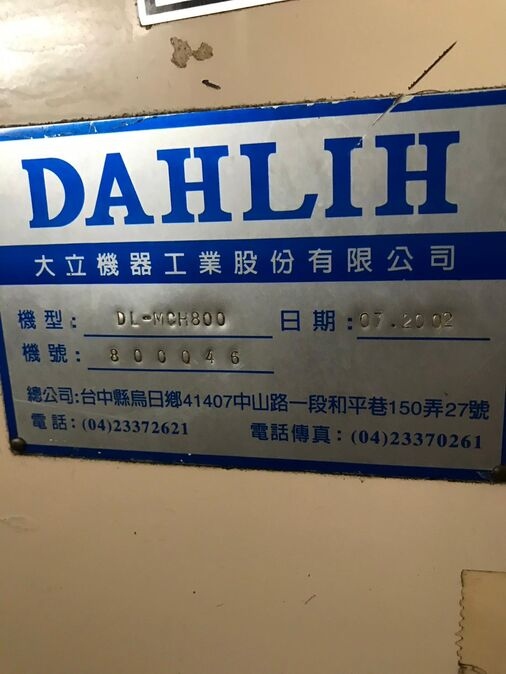 DAHLIH
大立機器工業股份有限公司
機型: DL-MCH800 日期: 07.2002
機號: 800046
總公司:台中縣烏日鄉41407中山路一段和平巷150弄27號
電話: (04)23372621 電話傳真: (04)23370261